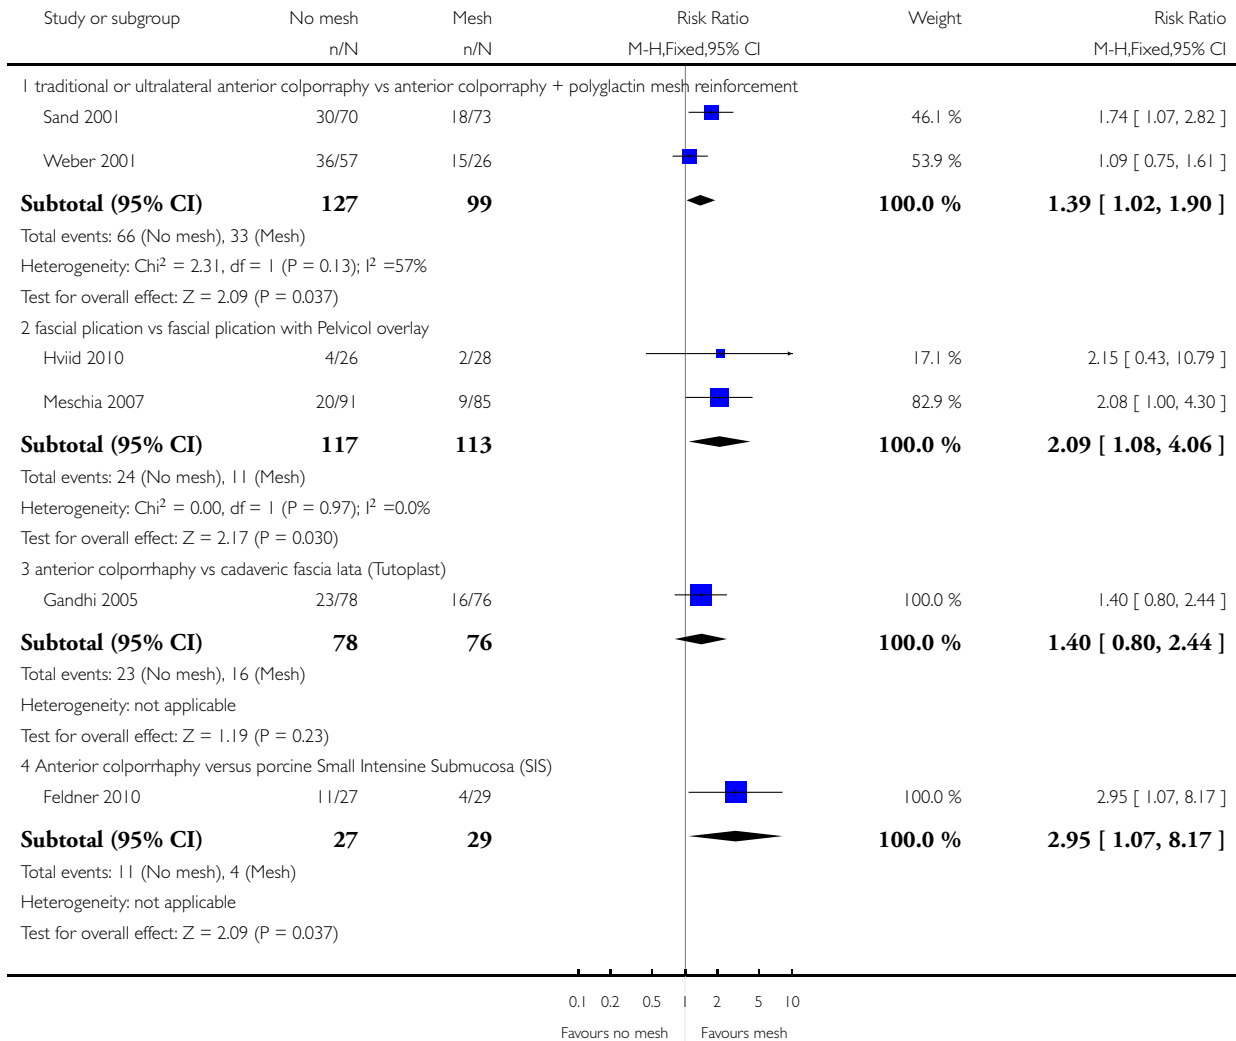 Study or subgroup No mesh Mesh Risk Ratio Weight Risk Ratio
n/N n/N M-H,Fixed,95% CI M-H,Fixed,95% CI
1 traditional or ultralateral anterior colporraphy vs anterior colporraphy + polyglactin mesh reinforcement
Sand 2001 30/70 18/73 46.1 % 1.74 [ 1.07, 2.82 ]
Weber 2001 36/57 15/26 53.9 % 1.09 [ 0.75, 1.61 ]
Subtotal (95% CI) 127 99 100.0 % 1.39 [ 1.02, 1.90 ]
Total events: 66 (No mesh), 33 (Mesh)
Heterogeneity: Chi² = 2.31, df = 1 (P = 0.13); I² =57%
Test for overall effect: Z = 2.09 (P = 0.037)
2 fascial plication vs fascial plication with Pelvicol overlay
Hviid 2010 4/26 2/28 17.1 % 2.15 [ 0.43, 10.79 ]
Meschia 2007 20/91 9/85 82.9 % 2.08 [ 1.00, 4.30 ]
Subtotal (95% CI) 117 113 100.0 % 2.09 [ 1.08, 4.06 ]
Total events: 24 (No mesh), 11 (Mesh)
Heterogeneity: Chi² = 0.00, df = 1 (P = 0.97); I² =0.0%
Test for overall effect: Z = 2.17 (P = 0.030)
3 anterior colporrhaphy vs cadaveric fascia lata (Tutoplast)
Gandhi 2005 23/78 16/76 100.0 % 1.40 [ 0.80, 2.44 ]
Subtotal (95% CI) 78 76 100.0 % 1.40 [ 0.80, 2.44 ]
Total events: 23 (No mesh), 16 (Mesh)
Heterogeneity: not applicable
Test for overall effect: Z = 1.19 (P = 0.23)
4 Anterior colporrhaphy versus porcine Small Intensine Submucosa (SIS)
Feldner 2010 11/27 4/29 100.0 % 2.95 [ 1.07, 8.17 ]
Subtotal (95% CI) 27 29 100.0 % 2.95 [ 1.07, 8.17 ]
Total events: 11 (No mesh), 4 (Mesh)
Heterogeneity: not applicable
Test for overall effect: Z = 2.09 (P = 0.037)
0.1 0.2 0.5 1 2 5 10
Favours no mesh Favours mesh